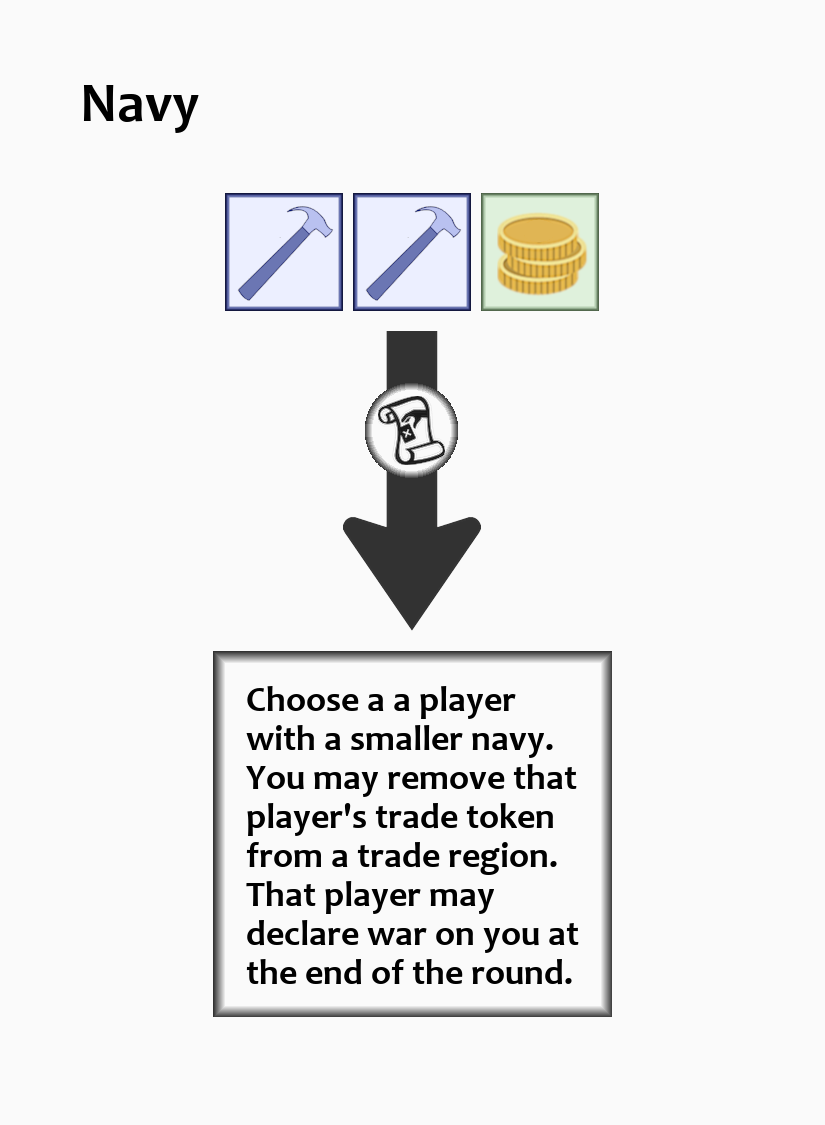 Navy
Choose a a player
with a smaller navy.
You may remove that
player's trade token
from a trade region.
That player may
declare war on you at
the end of the round.